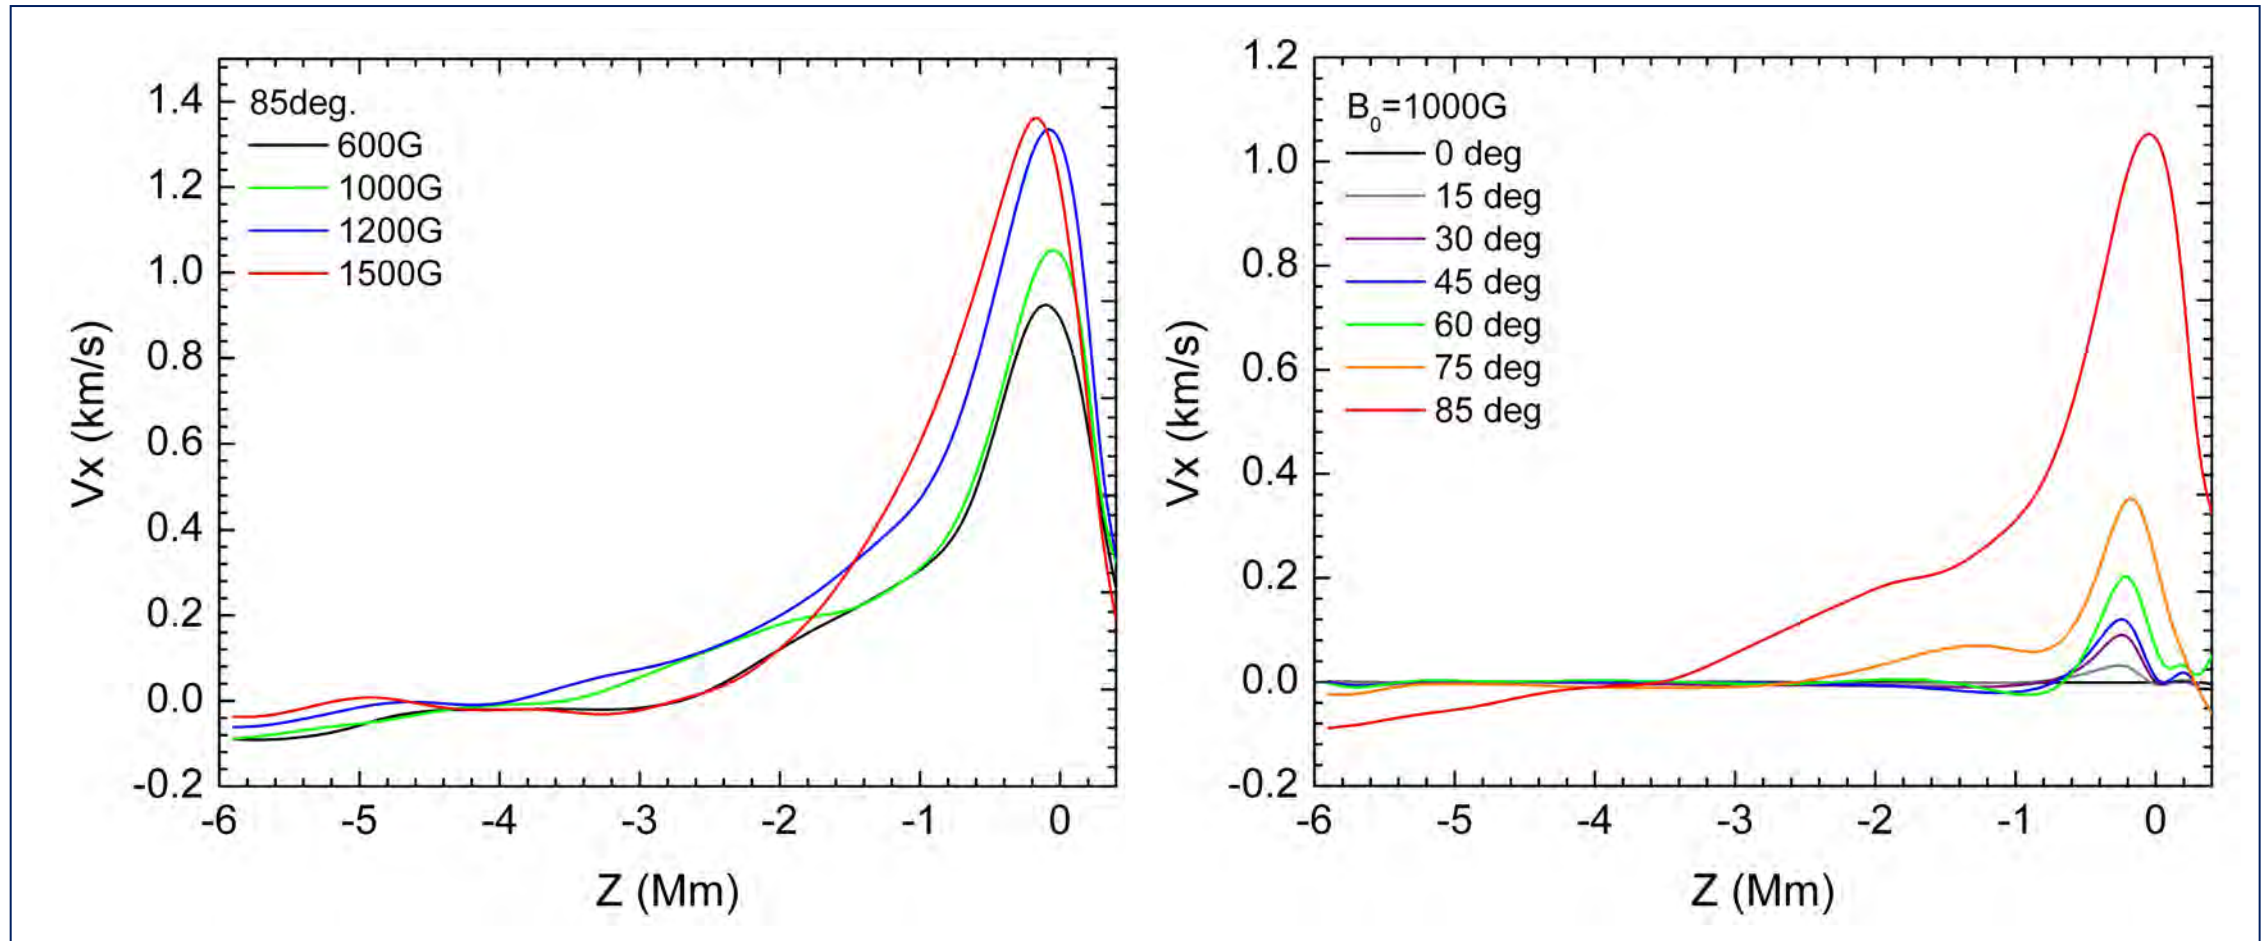 1.4
1.2
1.0
0.8
0.6
0.4
0.2
0.0
-0.2
Vx (km/s)
85deg.
600G
1000G
1200G
1500G
-6 -5 -4 -3 -2 -1 0
Z (Mm)
1.2
1.0
0.8
0.6
0.4
0.2
0.0
-0.2
Vx (km/s)
B₀=1000G
0 deg
15 deg
30 deg
45 deg
60 deg
75 deg
85 deg
-6 -5 -4 -3 -2 -1 0
Z (Mm)